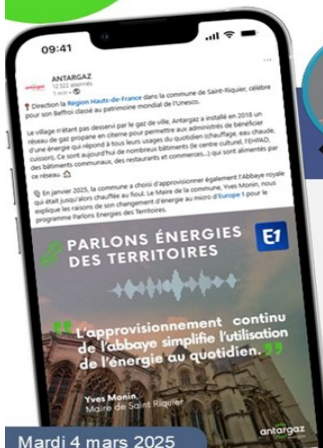 09:41
ANTARGAZ
12 322 abonnés
1 min •
Direction la Région Hauts-de-France dans la commune de Saint-Riquier, célèbre
pour son beffroi classé au patrimoine mondial de l'Unesco.
Le village n'étant pas desservi par le gaz de ville, Antargaz a installé en 2018 un
réseau de gaz propane en citerne pour permettre aux administrés de bénéficier
d'une énergie qui répond à tous leurs usages du quotidien (chauffage, eau chaude,
cuisson). Ce sont aujourd'hui de nombreux bâtiments (le centre culturel, l'EHPAD,
des bâtiments communaux, des restaurants et commerces...) qui sont alimentés par
ce réseau.
En janvier 2025, la commune a choisi d'approvisionner également l'Abbaye royale
qui était jusqu'alors chauffée au fioul. Le Maire de la commune, Yves Monin, nous
explique les raisons de son changement d'énergie au micro d'Europe 1 pour le
programme Parlons Énergies des Territoires.
PARLONS ÉNERGIES
DES TERRITOIRES
E1
L'approvisionnement continu
de l'abbaye simplifie l'utilisation
de l'énergie au quotidien.
Yves Monin
Maire de Saint Riquier
antargaz
Mardi 4 mars 2025